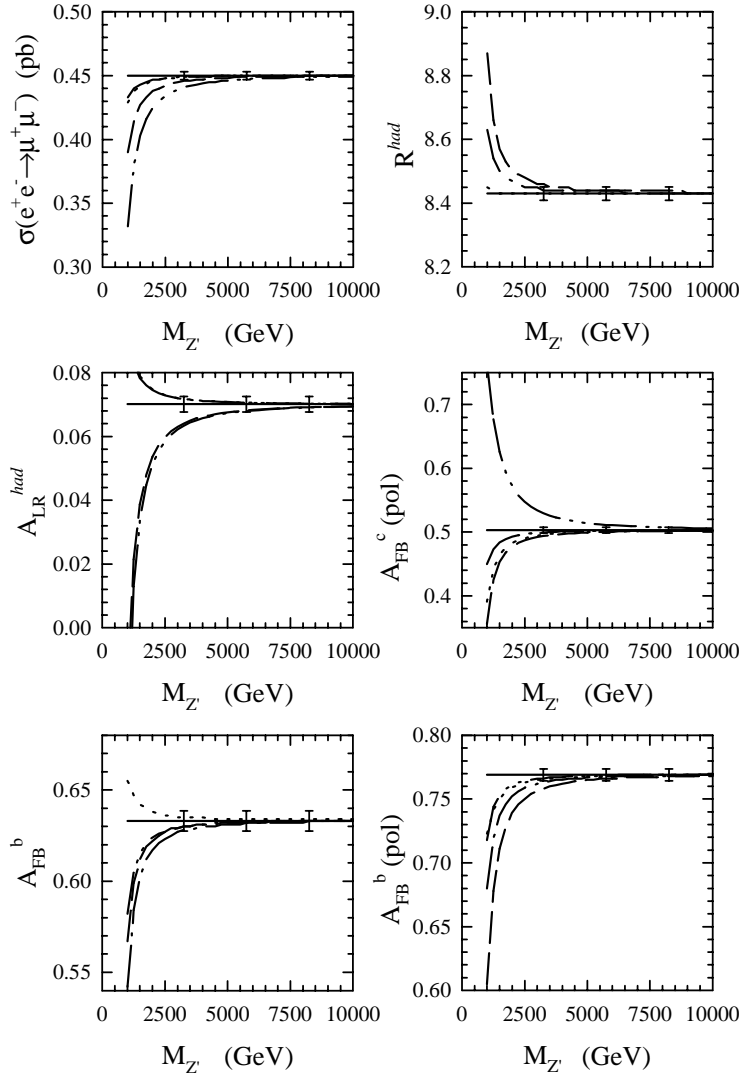 σ(e⁺e⁻→μ⁺μ⁻) (pb)
0.50
0.45
0.40
0.35
0.30
0 2500 5000 7500 10000
M_Z' (GeV)
R^had
9.0
8.8
8.6
8.4
8.2
0 2500 5000 7500 10000
M_Z' (GeV)
A_LR^had
0.08
0.06
0.04
0.02
0.00
0 2500 5000 7500 10000
M_Z' (GeV)
A_FB^c (pol)
0.7
0.6
0.5
0.4
0 2500 5000 7500 10000
M_Z' (GeV)
A_FB^b
0.65
0.60
0.55
0 2500 5000 7500 10000
M_Z' (GeV)
A_FB^b (pol)
0.80
0.75
0.70
0.65
0.60
0 2500 5000 7500 10000
M_Z' (GeV)